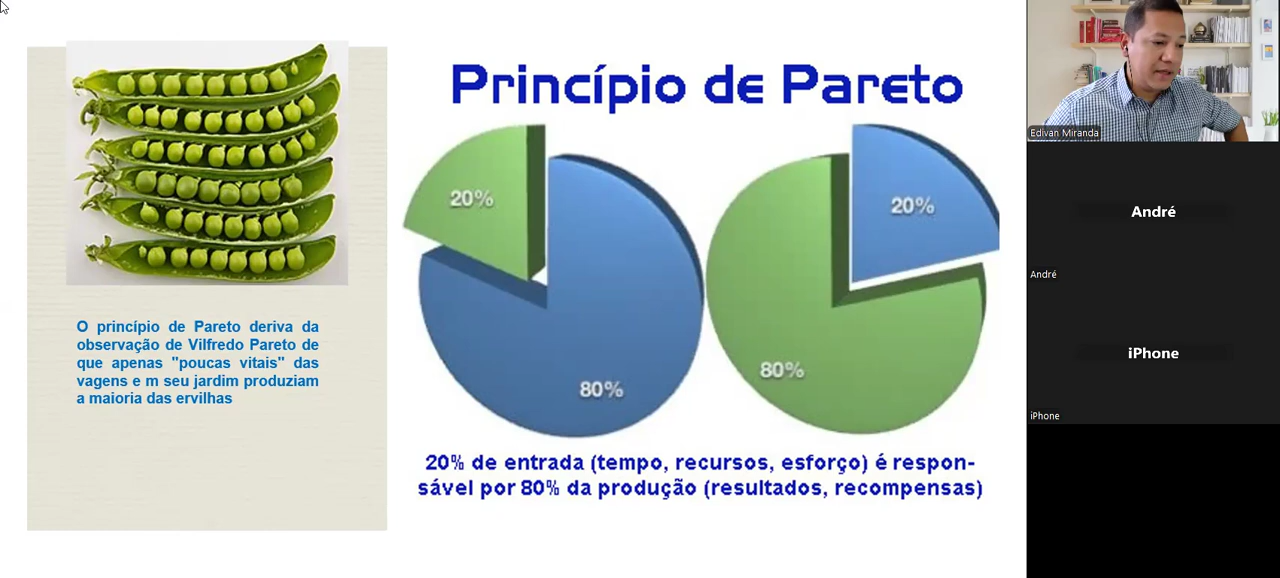 Princípio de Pareto
20%
80%
20%
80%
O princípio de Pareto deriva da
observação de Vilfredo Pareto de
que apenas "poucas vitais" das
vagens e m seu jardim produziam
a maioria das ervilhas
20% de entrada (tempo, recursos, esforço) é respon-
sável por 80% da produção (resultados, recompensas)
Edivan Miranda
André
André
iPhone
iPhone